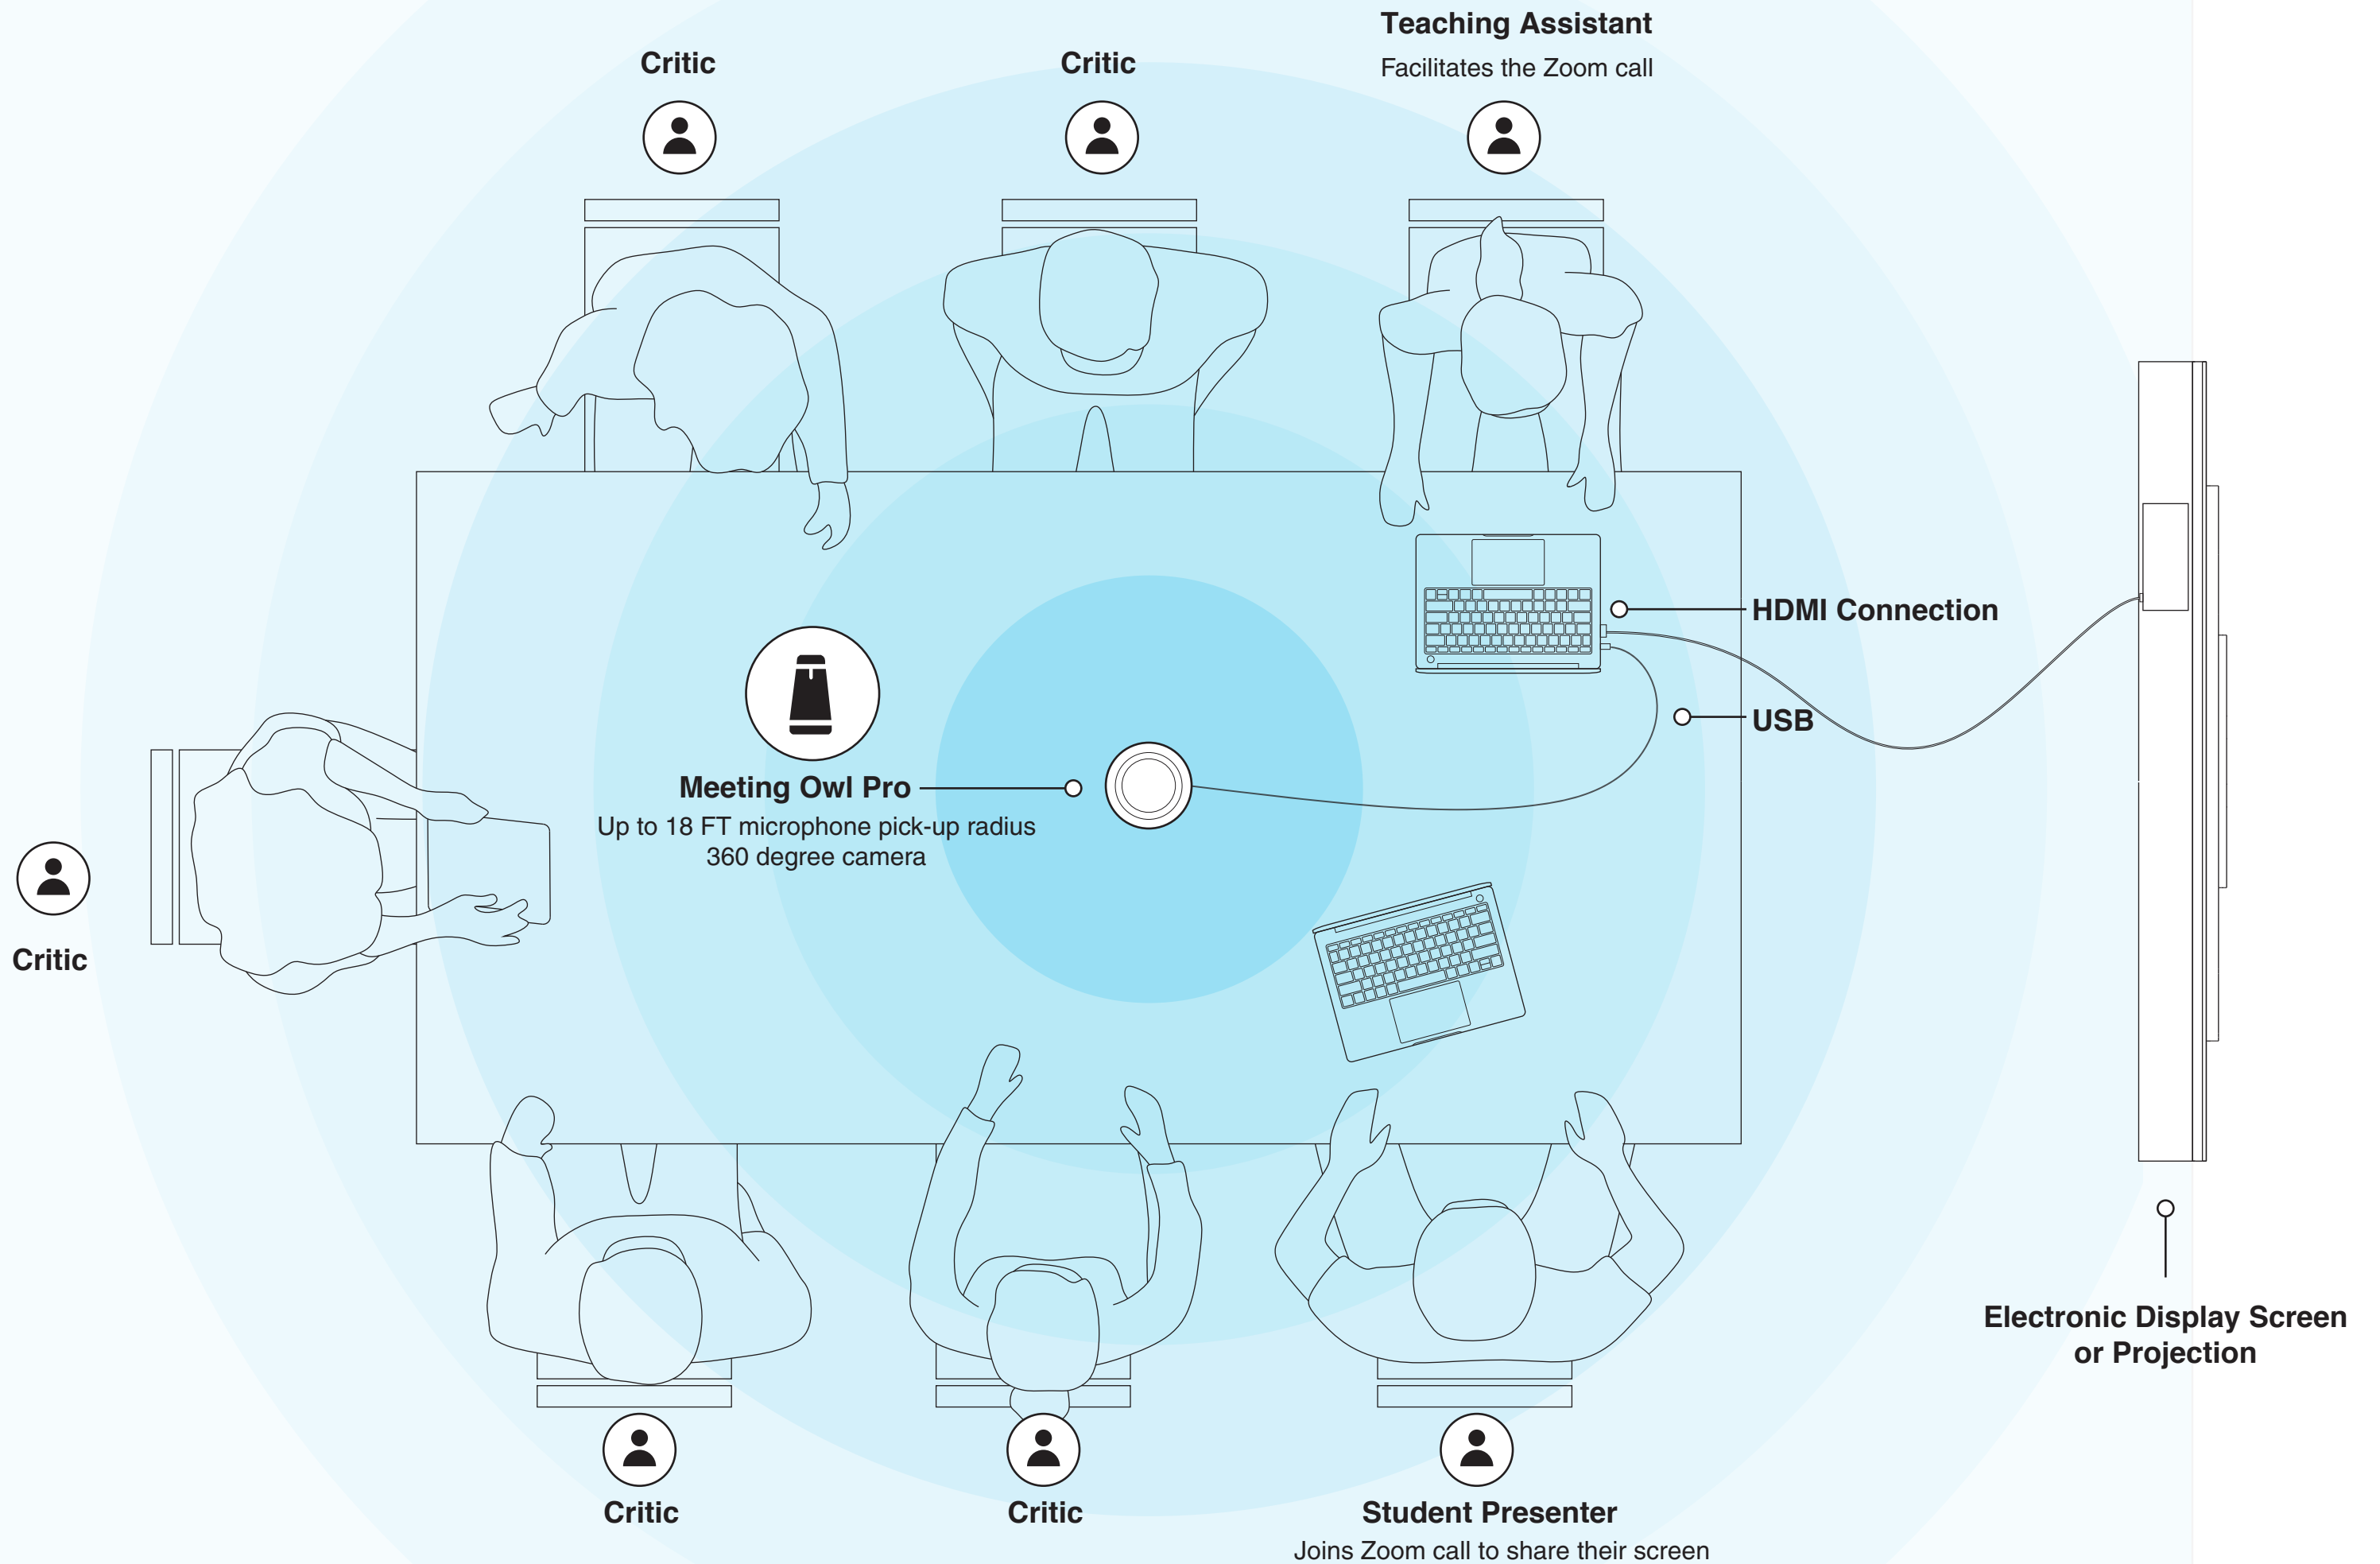 Teaching Assistant
Facilitates the Zoom call
Critic
Critic
HDMI Connection
USB
Meeting Owl Pro
Up to 18 FT microphone pick-up radius
360 degree camera
Critic
Electronic Display Screen
or Projection
Critic
Critic
Student Presenter
Joins Zoom call to share their screen